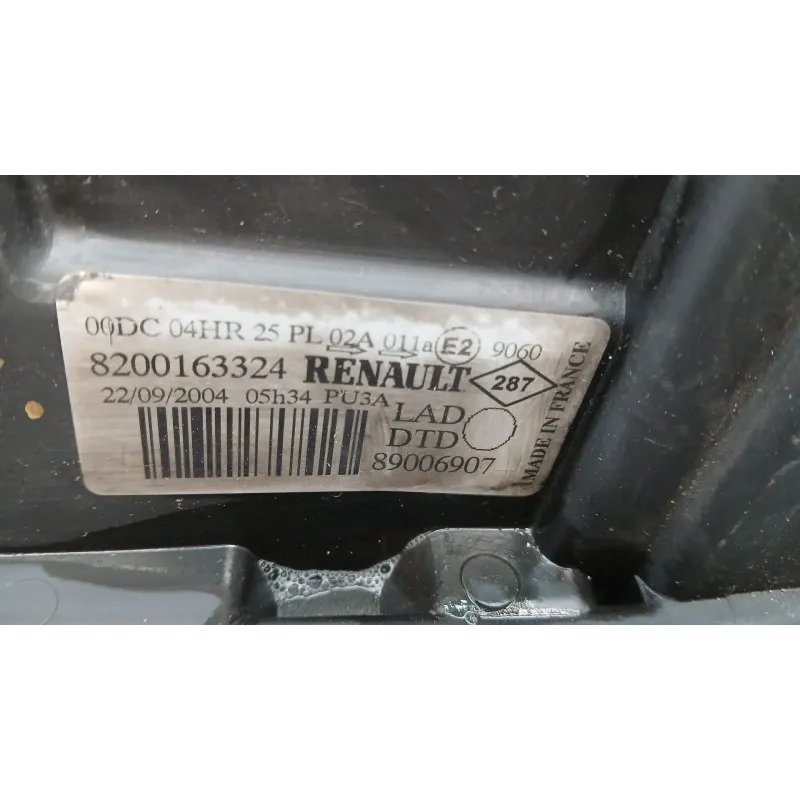 00DC 04HR 25 PL 02A 011a E2 9060
8200163324 RENAULT 287
22/09/2004 05h34 PU3A
LAD
DTD
89006907
MADE IN FRANCE